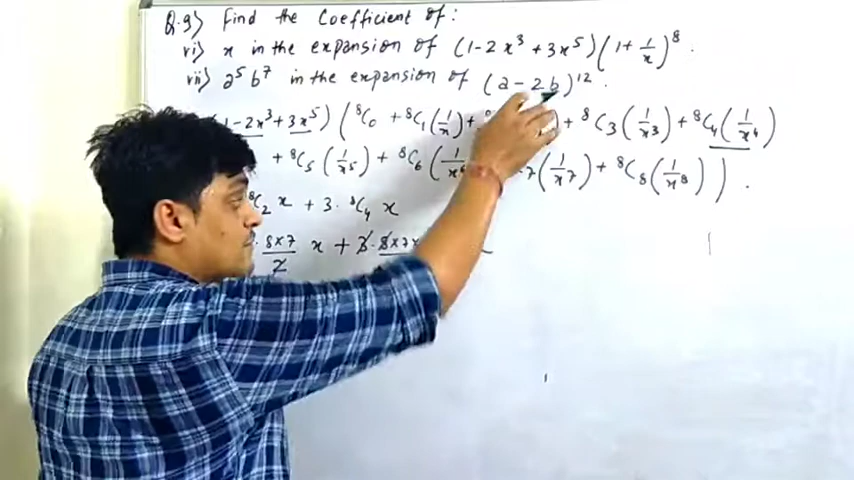 Q.9) Find the Coefficient of :
vi) x in the expansion of (1-2x³+3x⁵)(1+1/x)⁸.
vii) a⁵b⁷ in the expansion of (a-2b)¹².
1-2x³+3x⁵) (⁸C₀ + ⁸C₁(1/x) + + ⁸C₃(1/x³) + ⁸C₄(1/x⁴)
+ ⁸C₅(1/x⁵) + ⁸C₆(1/x⁶ 7(1/x⁷) + ⁸C₈(1/x⁸)).
⁸C₂ x + 3·⁸C₄ x
8×7/2 x + 3·8×7×